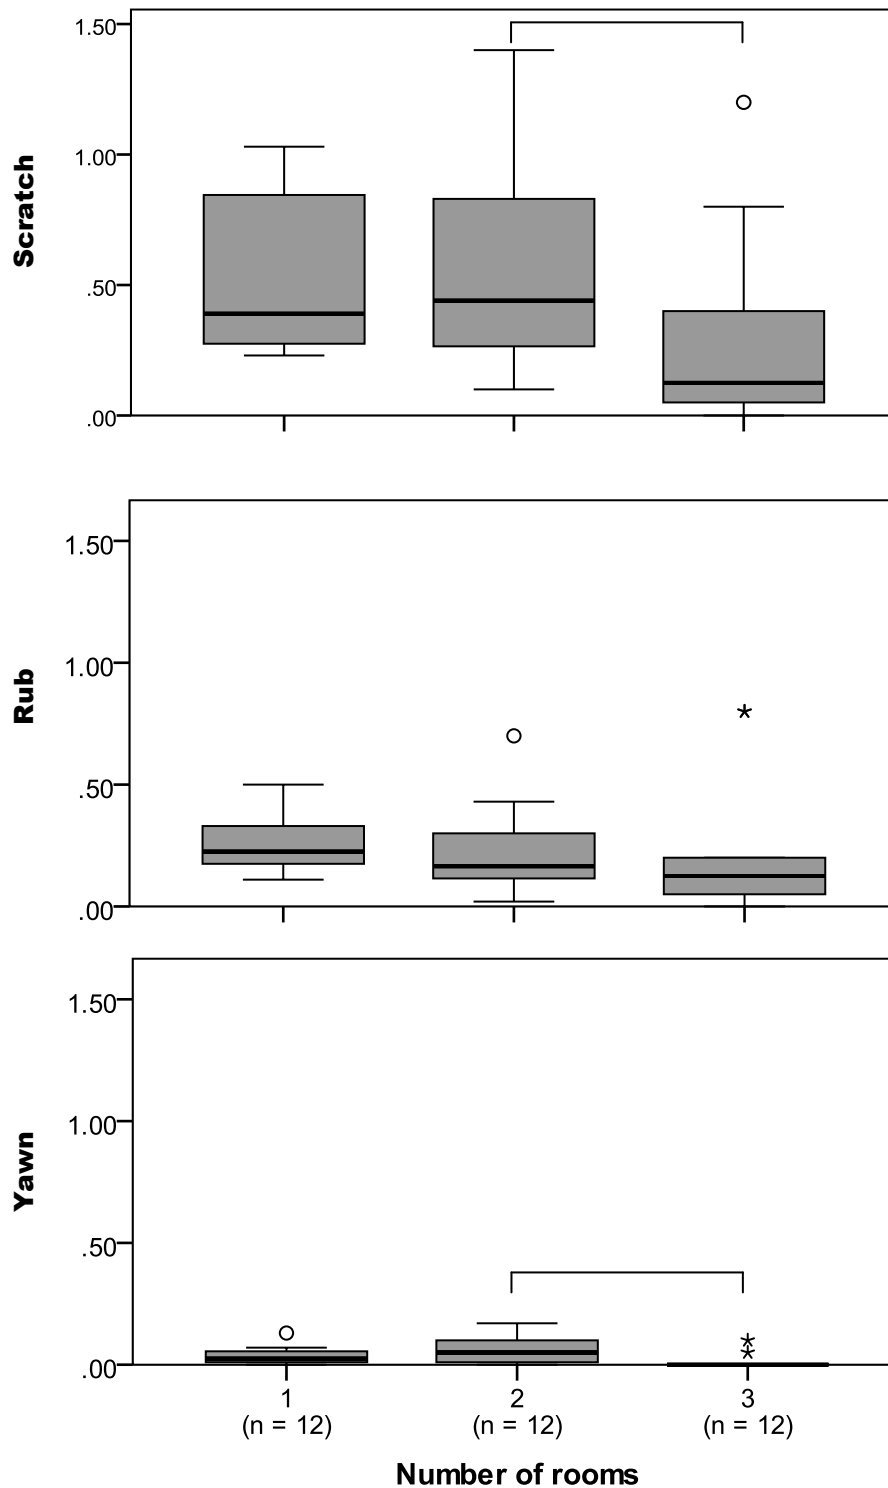 Scratch
1.50
1.00
.50
.00
Rub
1.50
1.00
.50
.00
Yawn
1.50
1.00
.50
.00
1 2 3
(n = 12) (n = 12) (n = 12)
Number of rooms